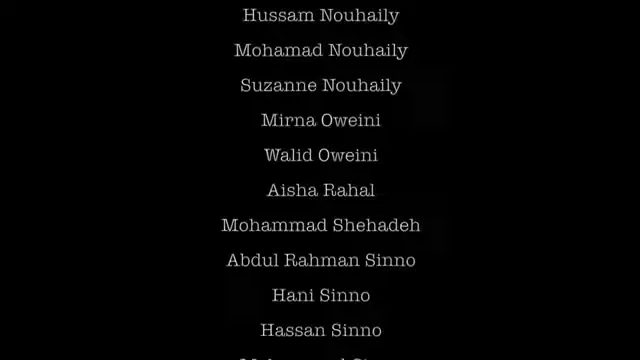 Hussam Nouhaily
Mohamad Nouhaily
Suzanne Nouhaily
Mirna Oweini
Walid Oweini
Aisha Rahal
Mohammad Shehadeh
Abdul Rahman Sinno
Hani Sinno
Hassan Sinno